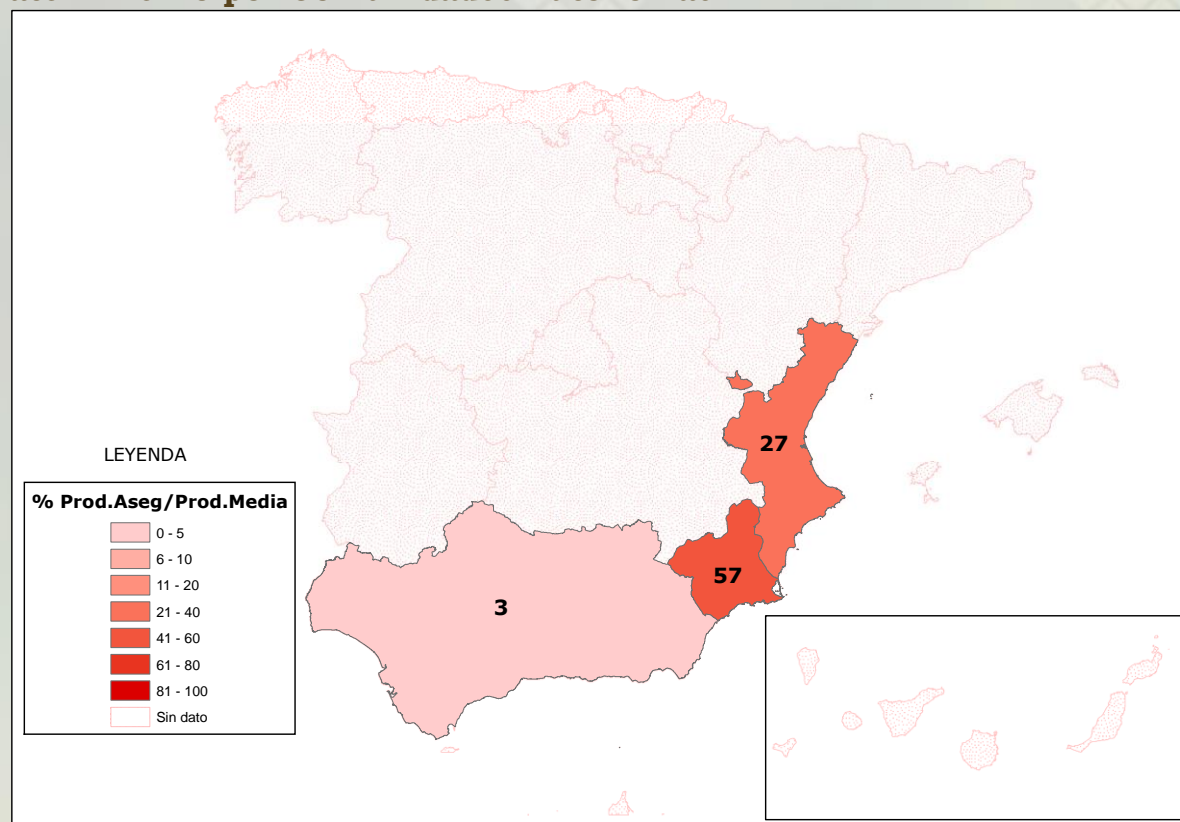 27
LEYENDA
% Prod.Aseg/Prod.Media
0 - 5
6 - 10
11 - 20
21 - 40
41 - 60
61 - 80
81 - 100
Sin dato
57
3